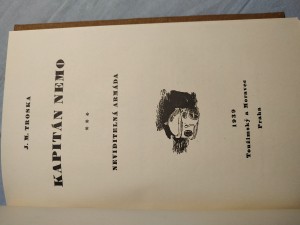 J. M. TROSKA
KAPITÁN NEMO
***
NEVIDITELNÁ ARMÁDA
1939
Toužimský a Moravec
Praha